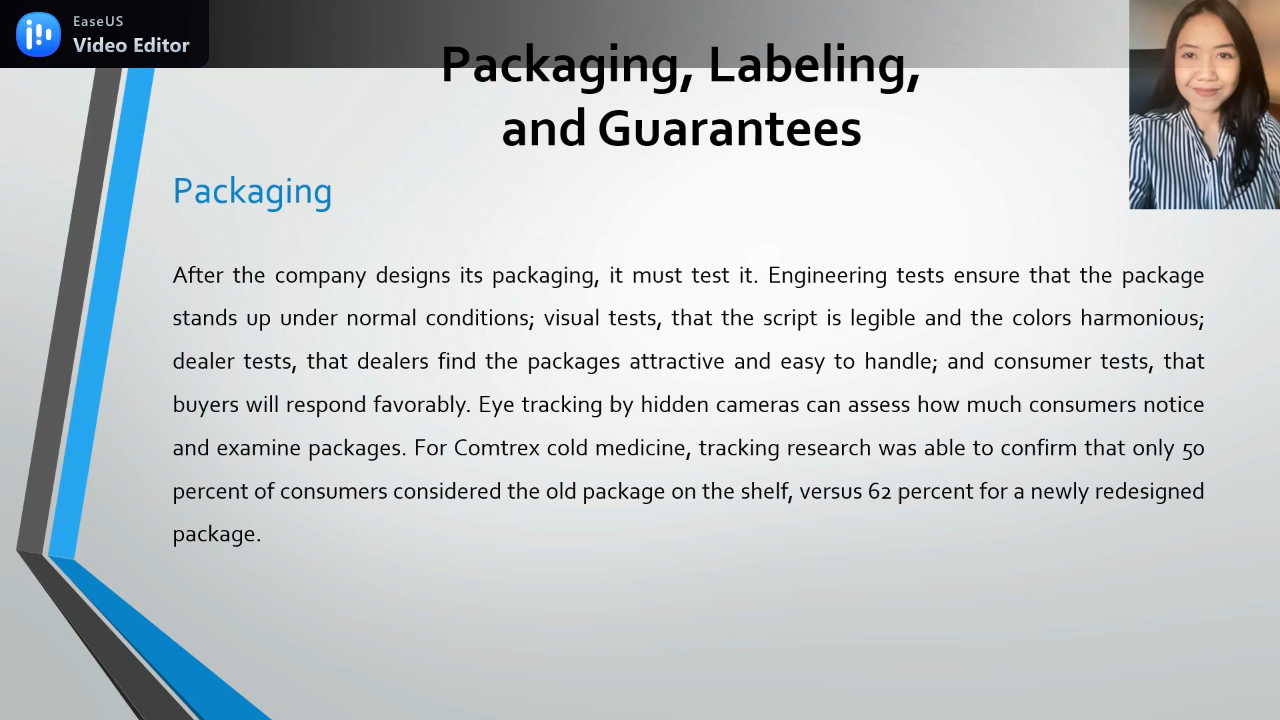 EaseUS
Video Editor
Packaging, Labeling,
and Guarantees
Packaging
After the company designs its packaging, it must test it. Engineering tests ensure that the package
stands up under normal conditions; visual tests, that the script is legible and the colors harmonious;
dealer tests, that dealers find the packages attractive and easy to handle; and consumer tests, that
buyers will respond favorably. Eye tracking by hidden cameras can assess how much consumers notice
and examine packages. For Comtrex cold medicine, tracking research was able to confirm that only 50
percent of consumers considered the old package on the shelf, versus 62 percent for a newly redesigned
package.